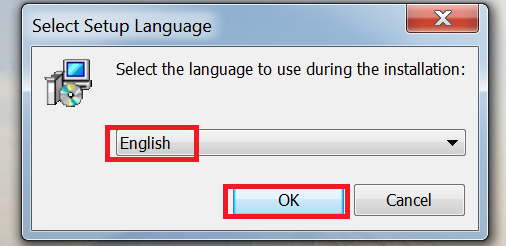 Select Setup Language
Select the language to use during the installation:
English
OK
Cancel